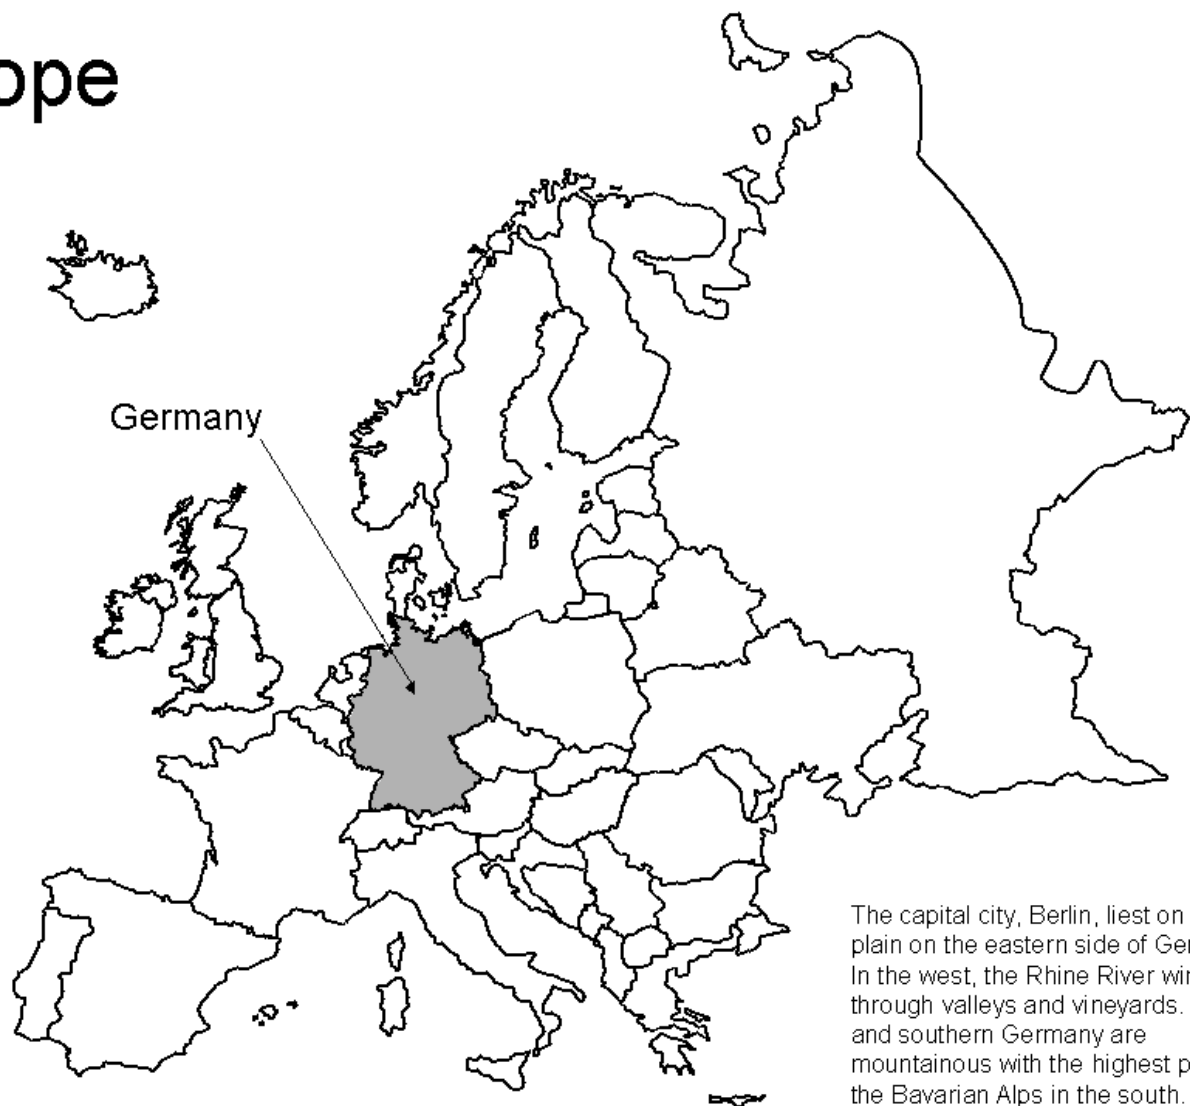 ope
Germany
The capital city, Berlin, liest on
plain on the eastern side of Ger
In the west, the Rhine River wi
through valleys and vineyards.
and southern Germany are
mountainous with the highest p
the Bavarian Alps in the south.